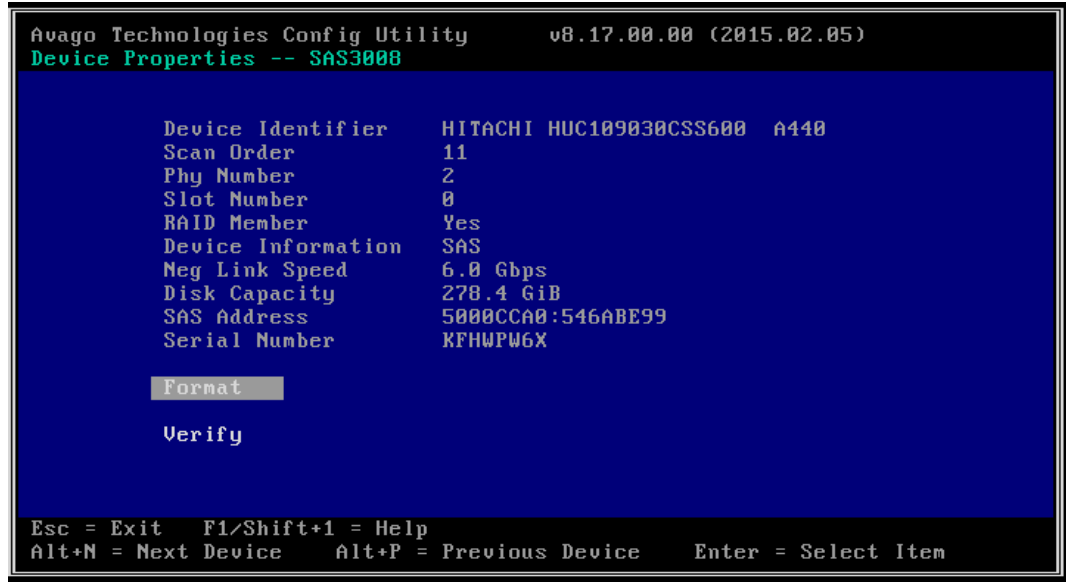 Avago Technologies Config Utility v8.17.00.00 (2015.02.05)
Device Properties -- SAS3008
Device Identifier HITACHI HUC109030CSS600 A440
Scan Order 11
Phy Number 2
Slot Number 0
RAID Member Yes
Device Information SAS
Neg Link Speed 6.0 Gbps
Disk Capacity 278.4 GiB
SAS Address 5000CCA0:546ABE99
Serial Number KFHWPW6X
Format
Verify
Esc = Exit F1/Shift+1 = Help
Alt+N = Next Device Alt+P = Previous Device Enter = Select Item